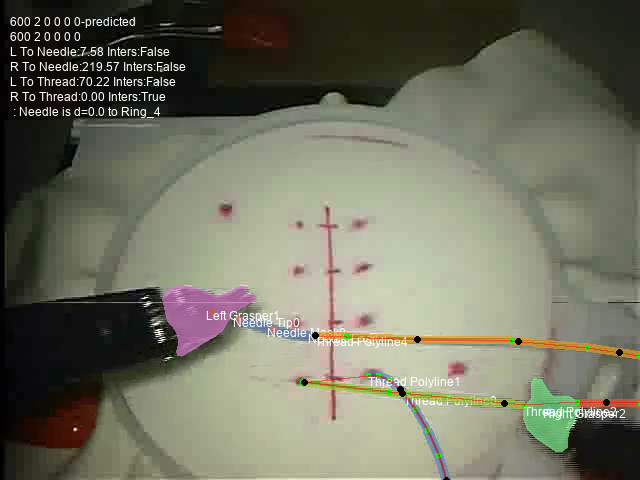 600 2 0 0 0 0-predicted
600 2 0 0 0 0
L To Needle:7.58 Inters:False
R To Needle:219.57 Inters:False
L To Thread:70.22 Inters:False
R To Thread:0.00 Inters:True
: Needle is d=0.0 to Ring_4
Left Grasper1
Needle Tip0
Needle
Thread Polyline4
Thread Polyline1
Thread Polyline
Thread Polyline2
Right Grasper2